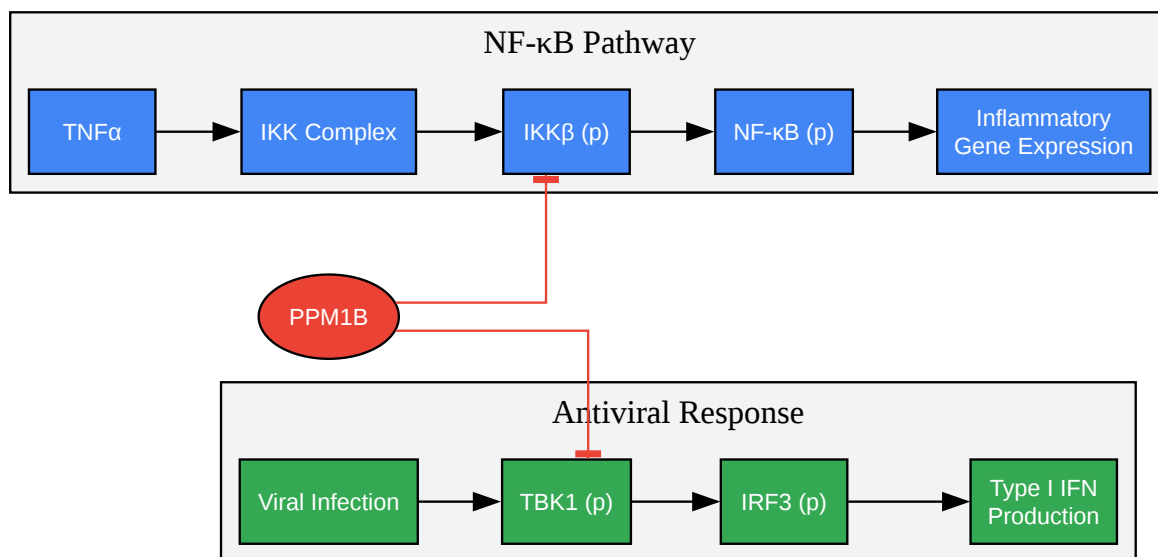 NF-κB Pathway
TNFα
IKK Complex
IKKβ (p)
NF-κB (p)
Inflammatory
Gene Expression
PPM1B
Antiviral Response
Viral Infection
TBK1 (p)
IRF3 (p)
Type I IFN
Production